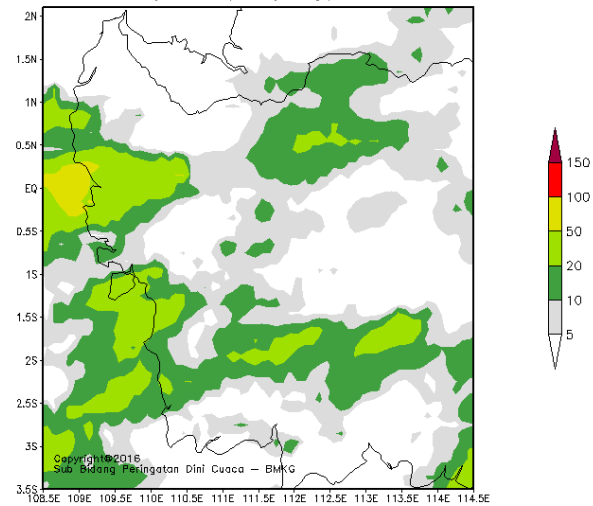 2N
1.5N
1N
0.5N
EQ
0.5S
1S
1.5S
2S
2.5S
3S
3.5S
108.5E 109E 109.5E 110E 110.5E 111E 111.5E 112E 112.5E 113E 113.5E 114E 114.5E
Copyright©2016
Sub Bidang Peringatan Dini Cuaca – BMKG
150
100
50
20
10
5